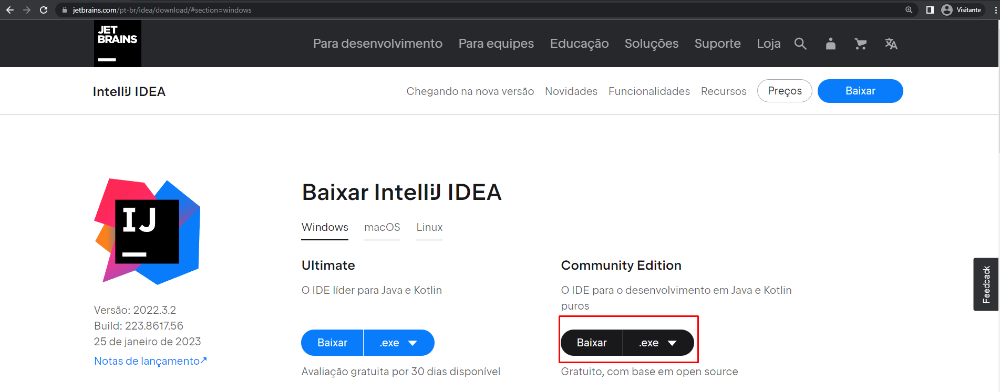 jetbrains.com/pt-br/idea/download/#section=windows
Visitante
JET
BRAINS
Para desenvolvimento Para equipes Educação Soluções Suporte Loja
IntelliJ IDEA
Chegando na nova versão Novidades Funcionalidades Recursos Preços Baixar
Baixar IntelliJ IDEA
IJ
Windows macOS Linux
Ultimate
O IDE líder para Java e Kotlin
Baixar .exe
Avaliação gratuita por 30 dias disponível
Community Edition
O IDE para o desenvolvimento em Java e Kotlin
puros
Baixar .exe
Gratuito, com base em open source
Versão: 2022.3.2
Build: 223.8617.56
25 de janeiro de 2023
Notas de lançamento↗
Feedback